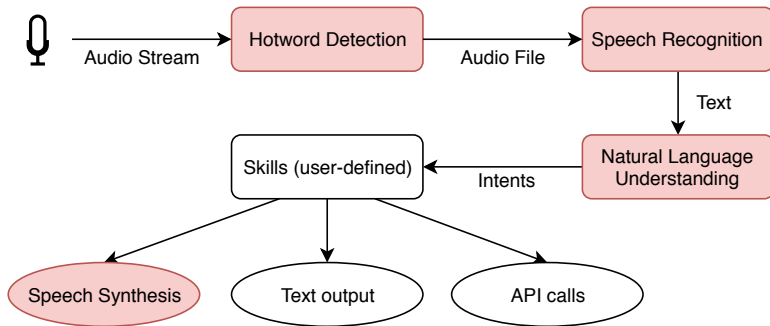 Hotword Detection
Speech Recognition
Audio Stream
Audio File
Text
Skills (user-defined)
Natural Language
Understanding
Intents
Speech Synthesis
Text output
API calls